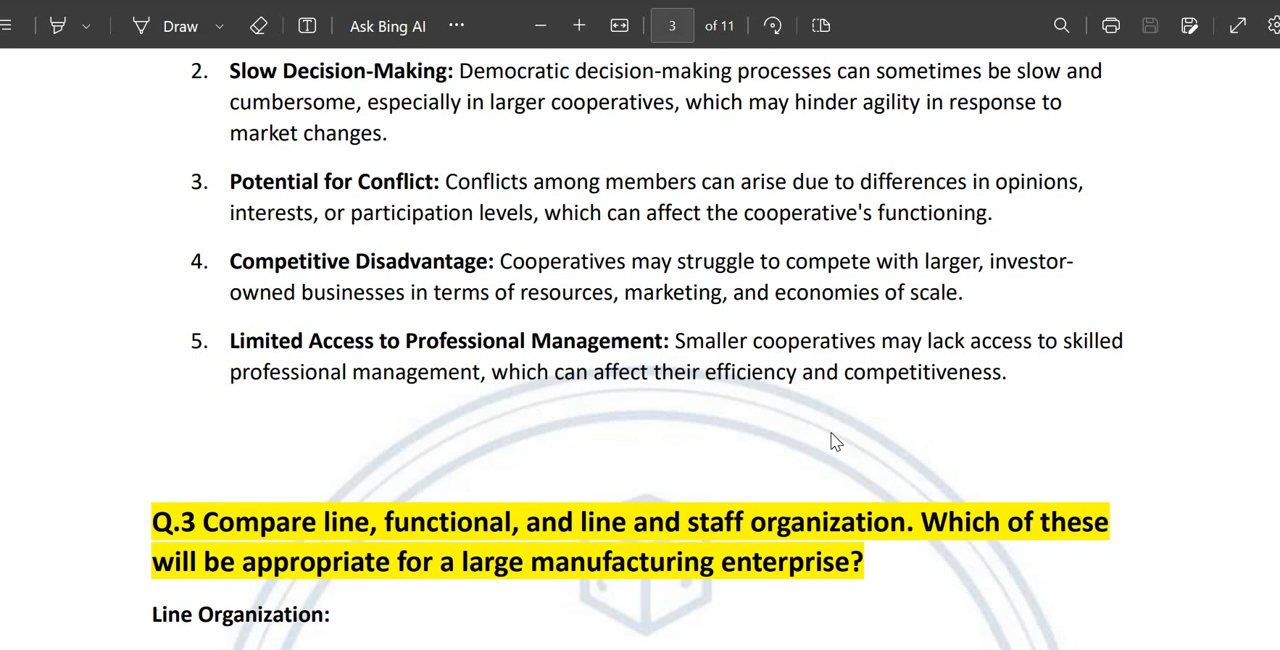 Draw
Ask Bing AI
3 of 11
2. Slow Decision-Making: Democratic decision-making processes can sometimes be slow and
cumbersome, especially in larger cooperatives, which may hinder agility in response to
market changes.
3. Potential for Conflict: Conflicts among members can arise due to differences in opinions,
interests, or participation levels, which can affect the cooperative's functioning.
4. Competitive Disadvantage: Cooperatives may struggle to compete with larger, investor-
owned businesses in terms of resources, marketing, and economies of scale.
5. Limited Access to Professional Management: Smaller cooperatives may lack access to skilled
professional management, which can affect their efficiency and competitiveness.
Q.3 Compare line, functional, and line and staff organization. Which of these
will be appropriate for a large manufacturing enterprise?
Line Organization: